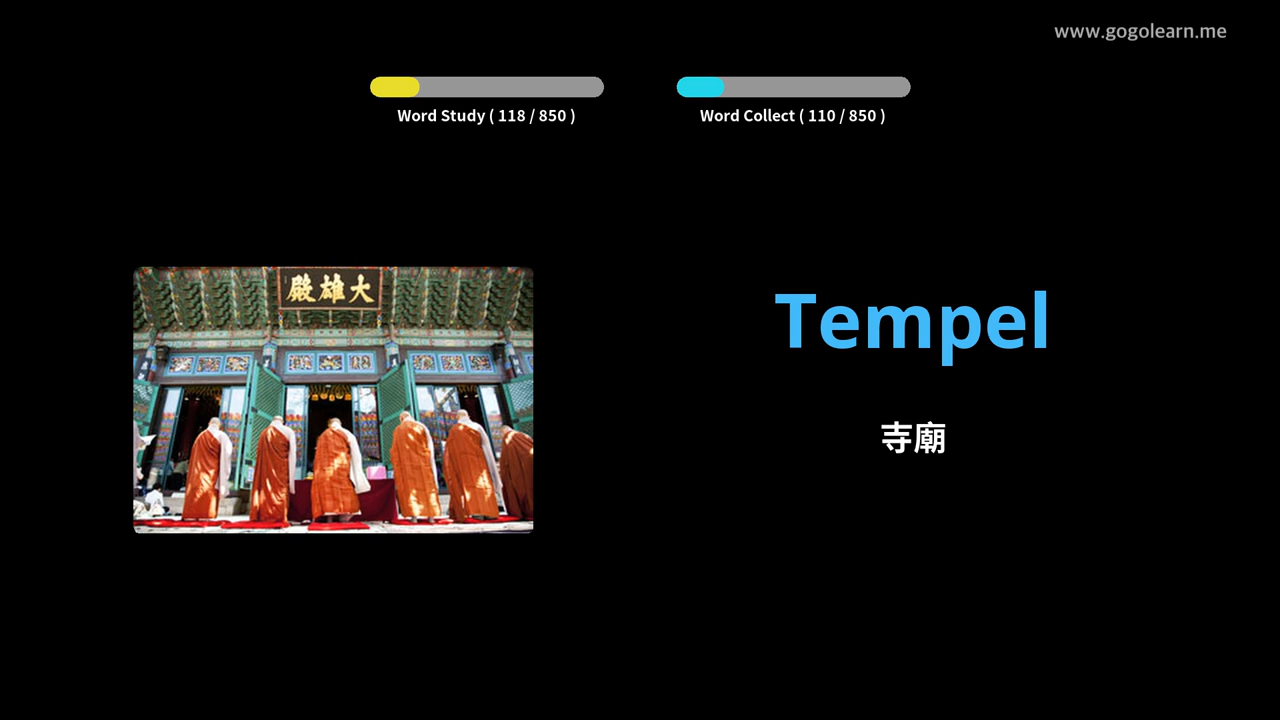 www.gogolearn.me
Word Study ( 118 / 850 )
Word Collect ( 110 / 850 )
殿雄大
Tempel
寺廟